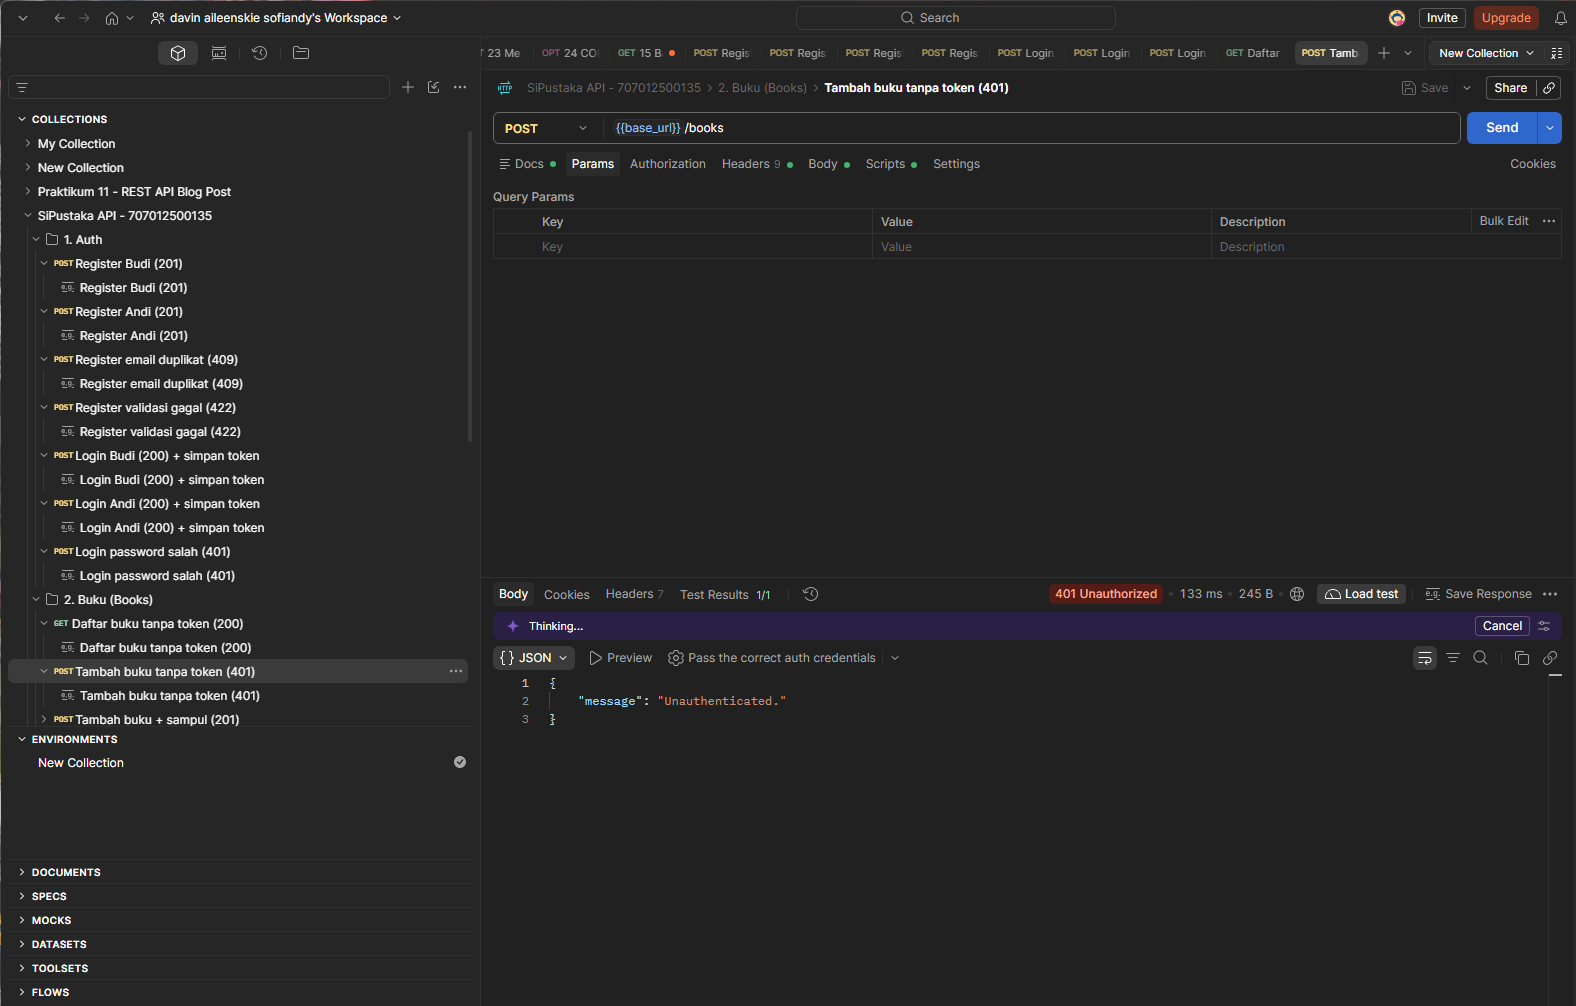 davin aileenskie sofiandy's Workspace
Search
Invite
Upgrade
23 Me
OPT 24 CO
GET 15 B
POST Regis
POST Regis
POST Regis
POST Regis
POST Login
POST Login
POST Login
GET Daftar
POST Tamb
New Collection
SiPustaka API - 707012500135 > 2. Buku (Books) > Tambah buku tanpa token (401)
Save
Share
COLLECTIONS
My Collection
New Collection
Praktikum 11 - REST API Blog Post
SiPustaka API - 707012500135
1. Auth
POST Register Budi (201)
e.g. Register Budi (201)
POST Register Andi (201)
e.g. Register Andi (201)
POST Register email duplikat (409)
e.g. Register email duplikat (409)
POST Register validasi gagal (422)
e.g. Register validasi gagal (422)
POST Login Budi (200) + simpan token
e.g. Login Budi (200) + simpan token
POST Login Andi (200) + simpan token
e.g. Login Andi (200) + simpan token
POST Login password salah (401)
e.g. Login password salah (401)
2. Buku (Books)
GET Daftar buku tanpa token (200)
e.g. Daftar buku tanpa token (200)
POST Tambah buku tanpa token (401)
e.g. Tambah buku tanpa token (401)
POST Tambah buku + sampul (201)
ENVIRONMENTS
New Collection
DOCUMENTS
SPECS
MOCKS
DATASETS
TOOLSETS
FLOWS
HTTP
POST
{{base_url}} /books
Send
Docs
Params
Authorization
Headers 9
Body
Scripts
Settings
Cookies
Query Params
Key Value Description Bulk Edit
Key Value Description
Body
Cookies
Headers 7
Test Results 1/1
401 Unauthorized
133 ms
245 B
Load test
e.g. Save Response
Thinking...
Cancel
{} JSON
Preview
Pass the correct auth credentials
1 {
2 "message": "Unauthenticated."
3 }